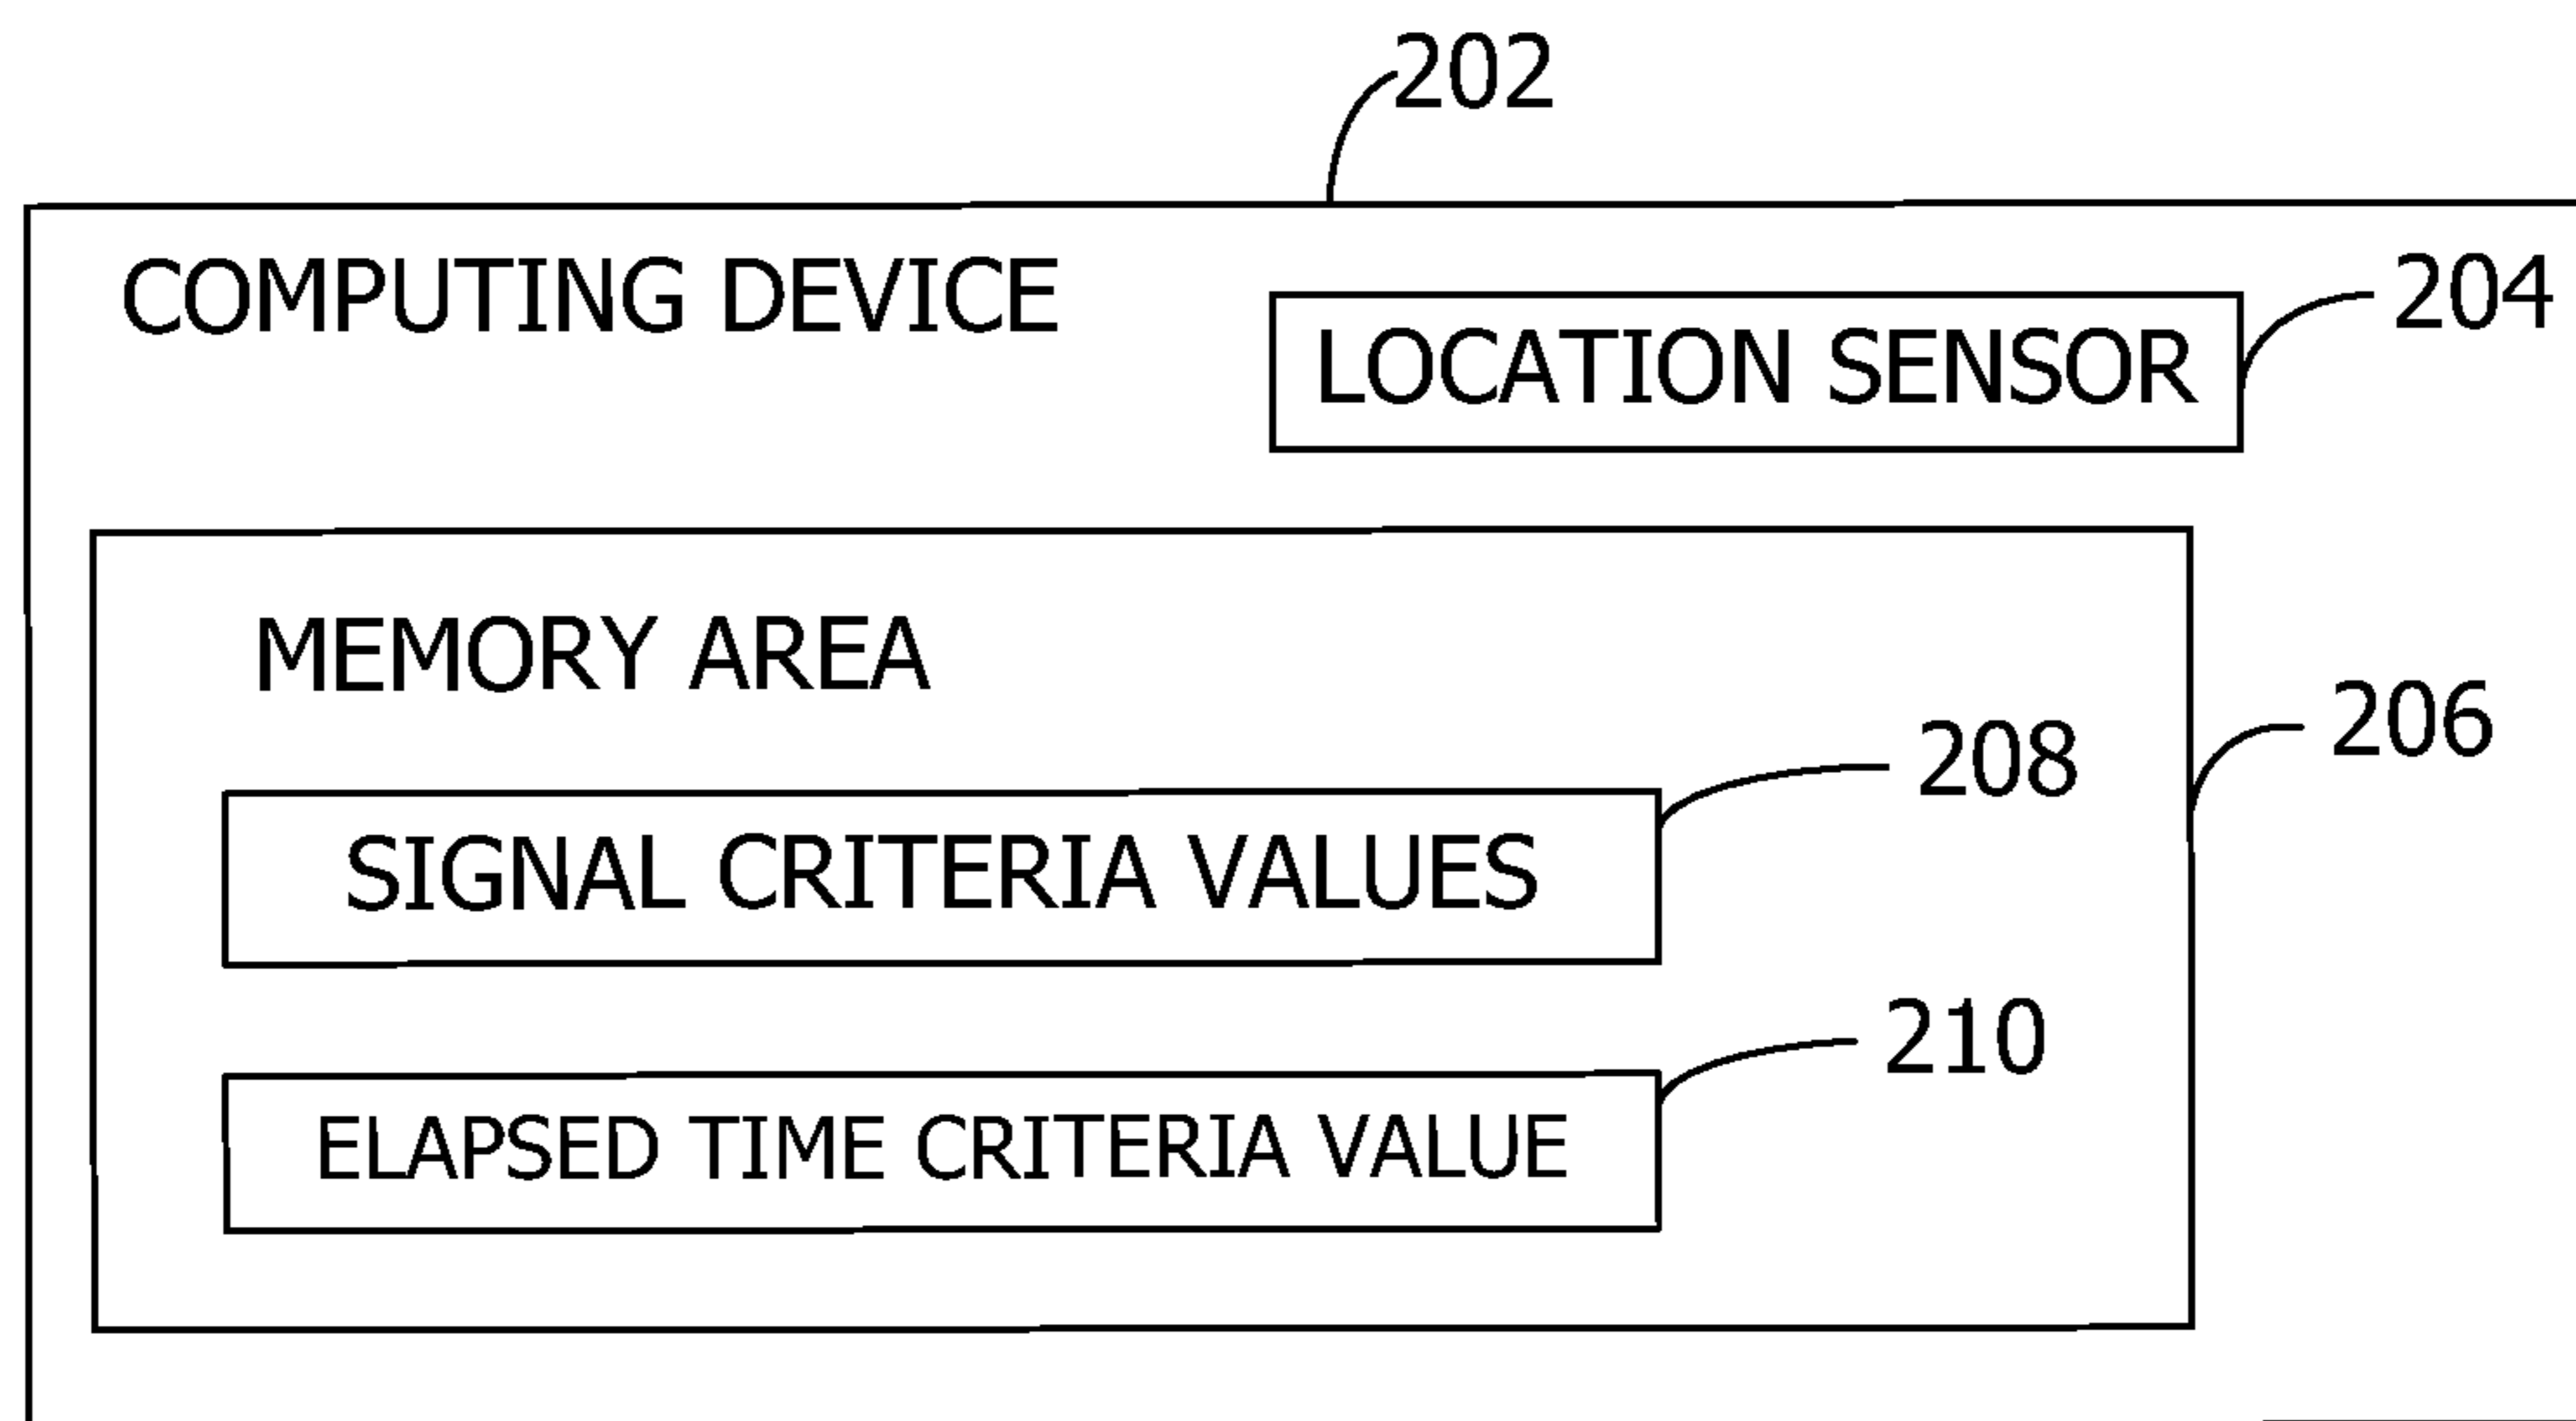 202
COMPUTING DEVICE
204
LOCATION SENSOR
MEMORY AREA
206
208
SIGNAL CRITERIA VALUES
210
ELAPSED TIME CRITERIA VALUE